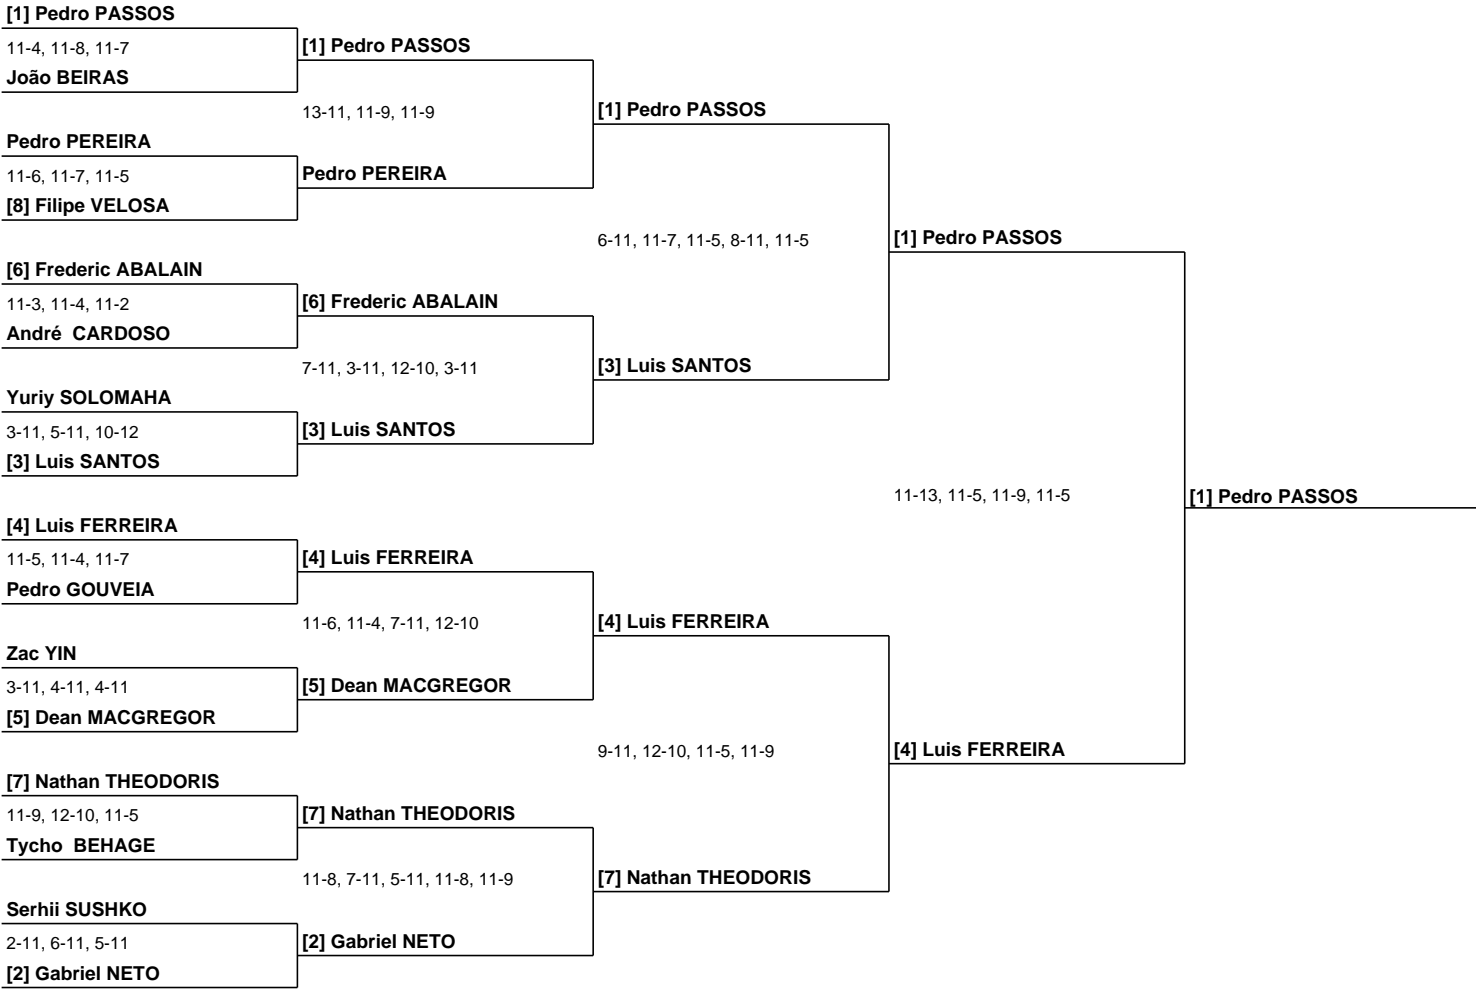 [1] Pedro PASSOS
11-4, 11-8, 11-7
[1] Pedro PASSOS
João BEIRAS
13-11, 11-9, 11-9
[1] Pedro PASSOS
Pedro PEREIRA
11-6, 11-7, 11-5
Pedro PEREIRA
[8] Filipe VELOSA
6-11, 11-7, 11-5, 8-11, 11-5
[1] Pedro PASSOS
[6] Frederic ABALAIN
11-3, 11-4, 11-2
[6] Frederic ABALAIN
André  CARDOSO
7-11, 3-11, 12-10, 3-11
[3] Luis SANTOS
Yuriy SOLOMAHA
3-11, 5-11, 10-12
[3] Luis SANTOS
[3] Luis SANTOS
11-13, 11-5, 11-9, 11-5
[1] Pedro PASSOS
[4] Luis FERREIRA
11-5, 11-4, 11-7
[4] Luis FERREIRA
Pedro GOUVEIA
11-6, 11-4, 7-11, 12-10
[4] Luis FERREIRA
Zac YIN
3-11, 4-11, 4-11
[5] Dean MACGREGOR
[5] Dean MACGREGOR
9-11, 12-10, 11-5, 11-9
[4] Luis FERREIRA
[7] Nathan THEODORIS
11-9, 12-10, 11-5
[7] Nathan THEODORIS
Tycho  BEHAGE
11-8, 7-11, 5-11, 11-8, 11-9
[7] Nathan THEODORIS
Serhii SUSHKO
2-11, 6-11, 5-11
[2] Gabriel NETO
[2] Gabriel NETO